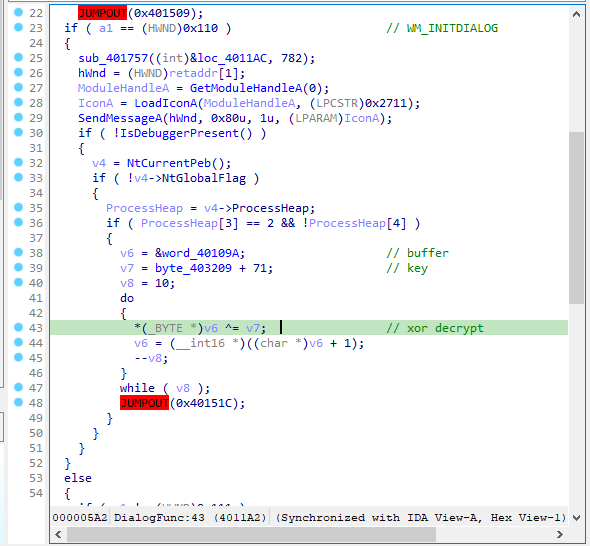 22 JUMPOUT(0x401509);
23 if ( a1 == (HWND)0x110 ) // WM_INITDIALOG
24 {
25 sub_401757((int)&loc_4011AC, 782);
26 hWnd = (HWND)retaddr[1];
27 ModuleHandleA = GetModuleHandleA(0);
28 IconA = LoadIconA(ModuleHandleA, (LPCSTR)0x2711);
29 SendMessageA(hWnd, 0x80u, 1u, (LPARAM)IconA);
30 if ( !IsDebuggerPresent() )
31 {
32 v4 = NtCurrentPeb();
33 if ( !v4->NtGlobalFlag )
34 {
35 ProcessHeap = v4->ProcessHeap;
36 if ( ProcessHeap[3] == 2 && !ProcessHeap[4] )
37 {
38 v6 = &word_40109A; // buffer
39 v7 = byte_403209 + 71; // key
40 v8 = 10;
41 do
42 {
43 *(_BYTE *)v6 ^= v7; // xor decrypt
44 v6 = (__int16 *)((char *)v6 + 1);
45 --v8;
46 }
47 while ( v8 );
48 JUMPOUT(0x40151C);
49 }
50 }
51 }
52 }
53 else
54 {
000005A2 DialogFunc:43 (4011A2) (Synchronized with IDA View-A, Hex View-1)